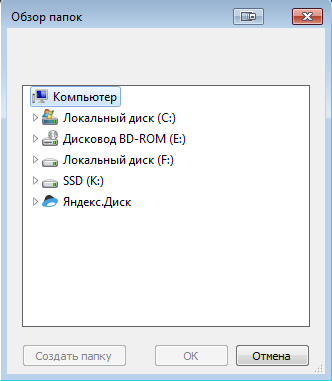 Обзор папок
Компьютер
Локальный диск (C:)
Дисковод BD-ROM (E:)
Локальный диск (F:)
SSD (K:)
Яндекс.Диск
Создать папку
OK
Отмена